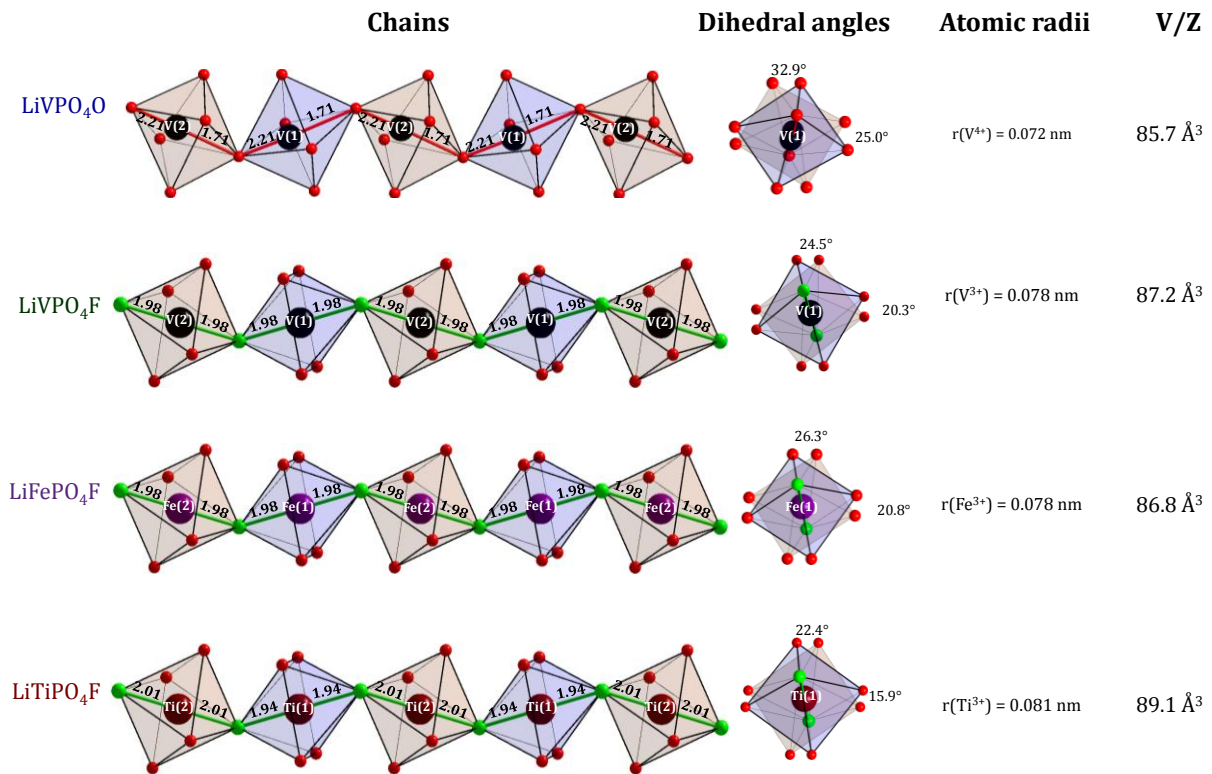 Chains Dihedral angles Atomic radii V/Z
LiVPO₄O
2.21 V(2) 1.71 2.21 V(1) 1.71 2.21 V(2) 1.71 2.21 V(1) 1.71 2.21 V(2) 1.71
32.9°
V(1)
25.0°
r(V⁴⁺) = 0.072 nm
85.7 Å³
LiVPO₄F
1.98 V(2) 1.98 1.98 V(1) 1.98 1.98 V(2) 1.98 1.98 V(1) 1.98 1.98 V(2) 1.98
24.5°
V(1)
20.3°
r(V³⁺) = 0.078 nm
87.2 Å³
LiFePO₄F
1.98 Fe(2) 1.98 1.98 Fe(1) 1.98 1.98 Fe(2) 1.98 1.98 Fe(1) 1.98 1.98 Fe(2) 1.98
26.3°
Fe(1)
20.8°
r(Fe³⁺) = 0.078 nm
86.8 Å³
LiTiPO₄F
2.01 Ti(2) 2.01 1.94 Ti(1) 1.94 2.01 Ti(2) 2.01 1.94 Ti(1) 1.94 2.01 Ti(2) 2.01
22.4°
Ti(1)
15.9°
r(Ti³⁺) = 0.081 nm
89.1 Å³